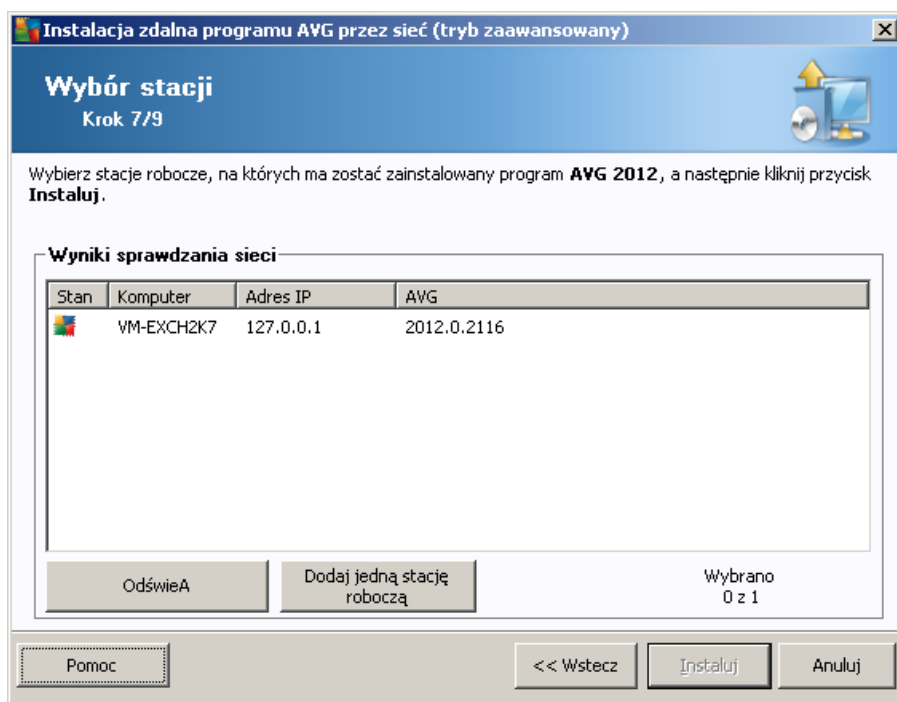 Instalacja zdalna programu AVG przez sieć (tryb zaawansowany)
Wybór stacji
Krok 7/9
Wybierz stacje robocze, na których ma zostać zainstalowany program AVG 2012, a następnie kliknij przycisk
Instaluj.
Wyniki sprawdzania sieci
Stan Komputer Adres IP AVG
VM-EXCH2K7 127.0.0.1 2012.0.2116
OdświeA
Dodaj jedną stację
roboczą
Wybrano
0 z 1
Pomoc << Wstecz Instaluj Anuluj